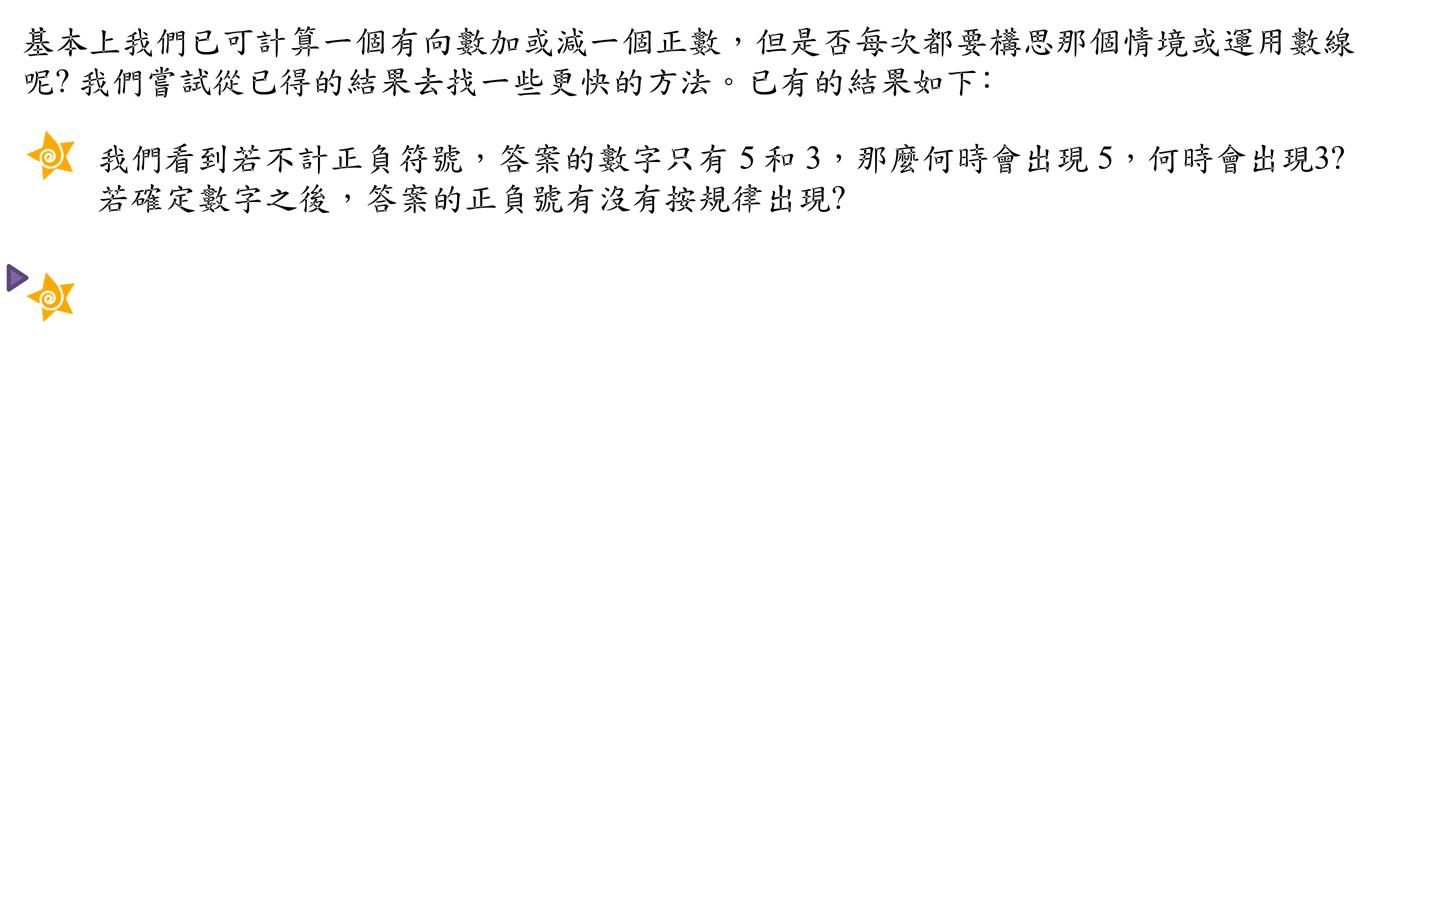 基本上我們已可計算一個有向數加或減一個正數，但是否每次都要構思那個情境或運用數線
呢? 我們嘗試從已得的結果去找一些更快的方法。已有的結果如下:
我們看到若不計正負符號，答案的數字只有 5 和 3，那麼何時會出現 5，何時會出現3?
若確定數字之後，答案的正負號有沒有按規律出現?